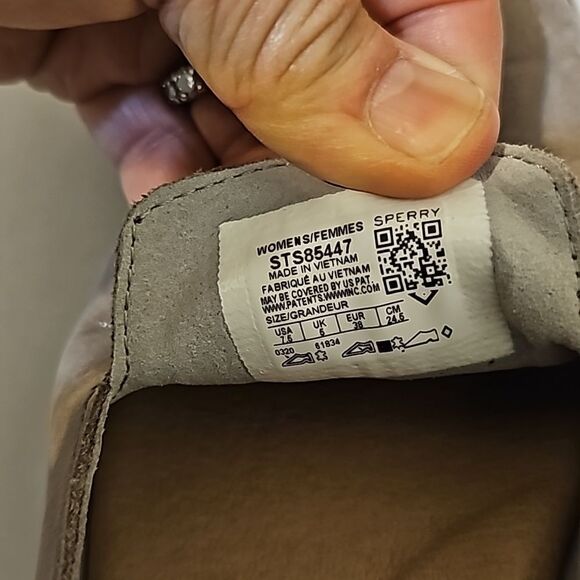 SPERRY
WOMENS/FEMMES
STS85447
MADE IN VIETNAM
FABRIQUÉ AU VIETNAM
MAY BE COVERED BY US PAT.
WWW.PATENTS.WWWINC.COM
SIZE/GRANDEUR
USA UK EUR CM
7.5 5 38 24.5
0320 61834